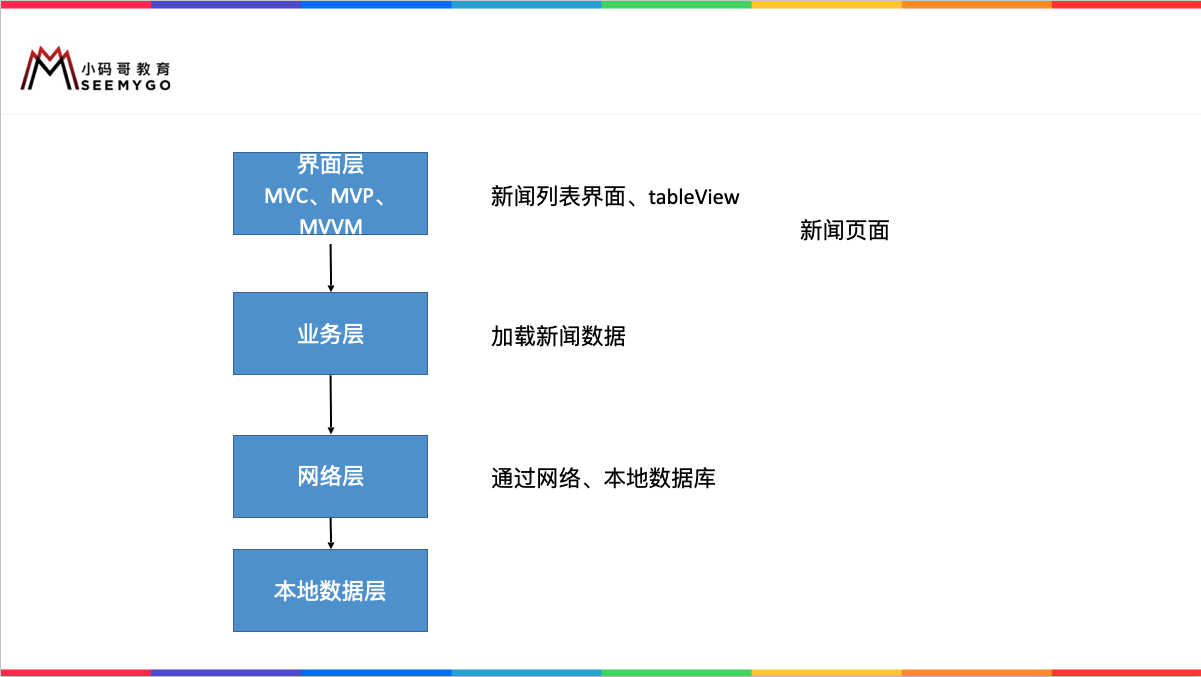 小码哥教育
SEEMYGO
界面层
MVC、MVP、
MVVM
新闻列表界面、tableView
新闻页面
业务层
加载新闻数据
网络层
通过网络、本地数据库
本地数据层